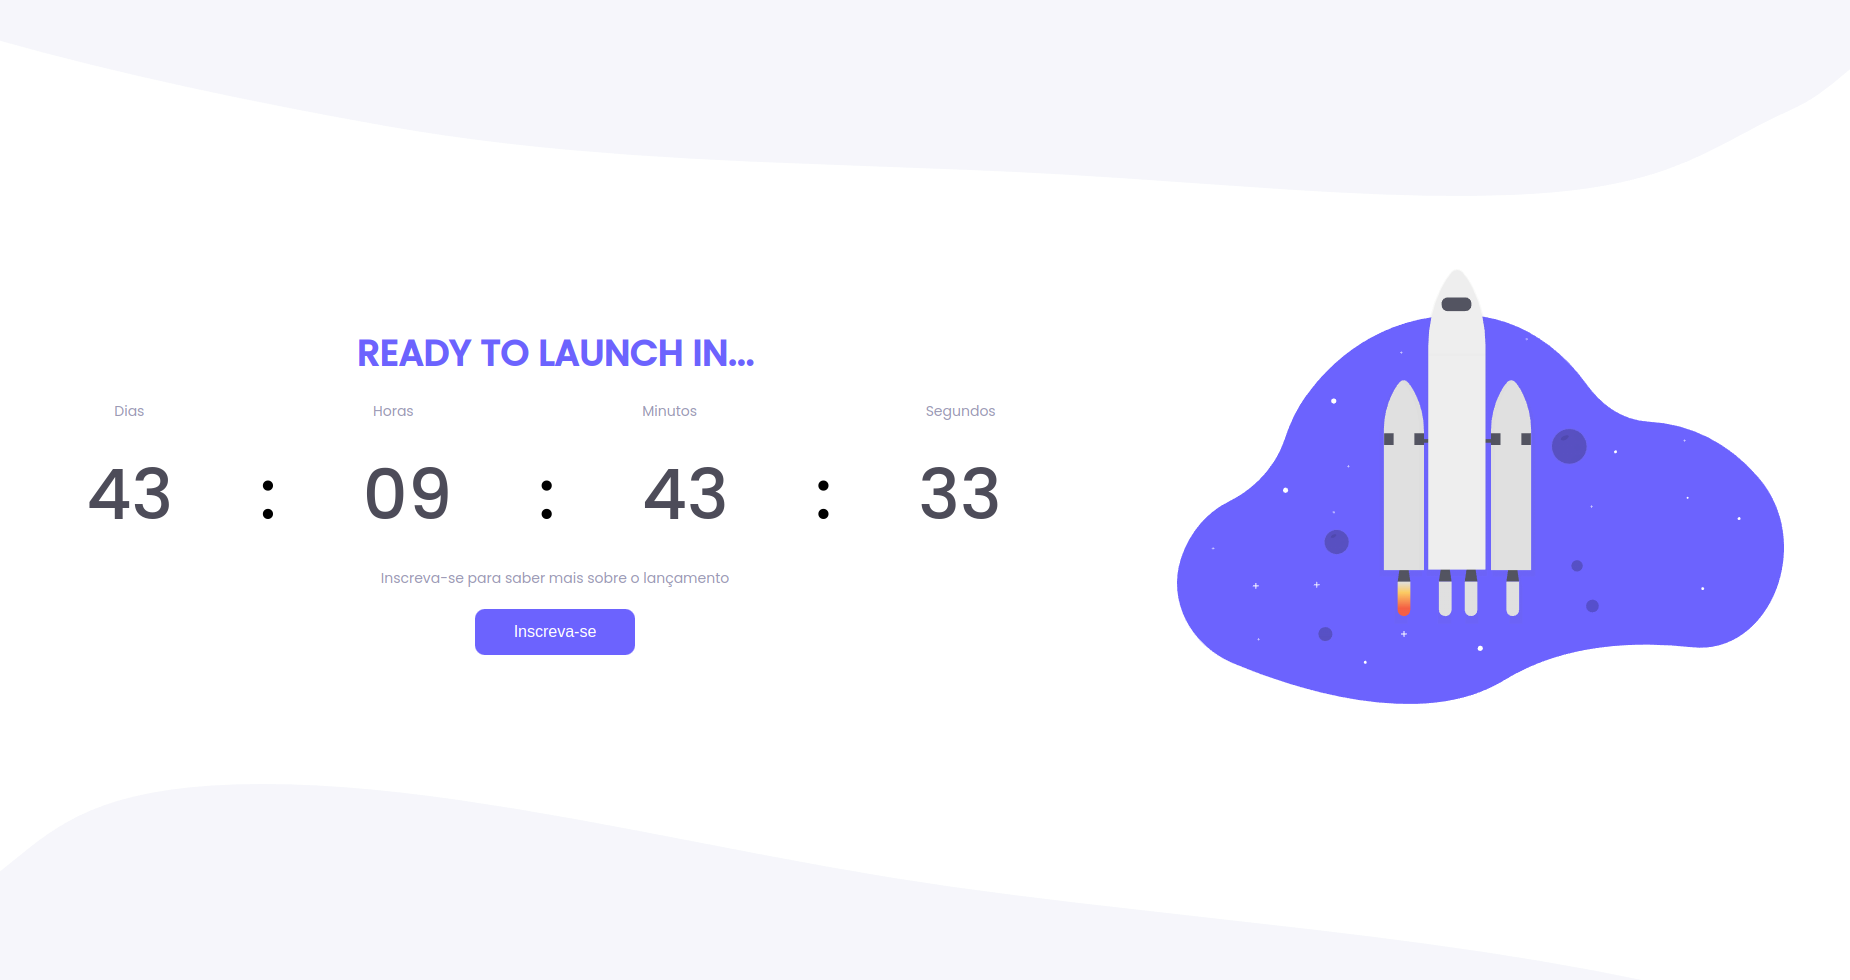 READY TO LAUNCH IN...
Dias Horas Minutos Segundos
43 : 09 : 43 : 33
Inscreva-se para saber mais sobre o lançamento
Inscreva-se